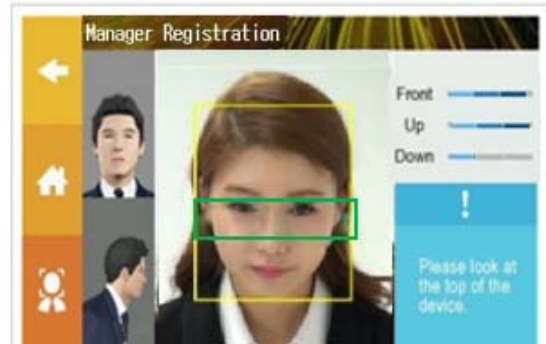 Manager Registration
Front
Up
Down
!
Please look at
the top of the
device.